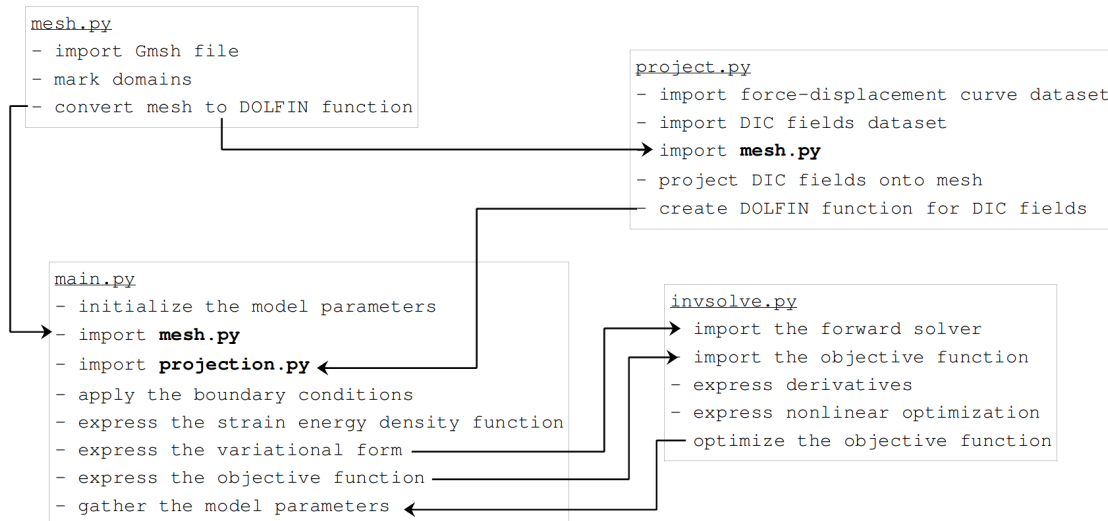 mesh.py
- import Gmsh file
- mark domains
- convert mesh to DOLFIN function
project.py
- import force-displacement curve dataset
- import DIC fields dataset
import mesh.py
- project DIC fields onto mesh
- create DOLFIN function for DIC fields
main.py
- initialize the model parameters
- import mesh.py
- import projection.py
- apply the boundary conditions
- express the strain energy density function
- express the variational form
- express the objective function
- gather the model parameters
invsolve.py
import the forward solver
- import the objective function
- express derivatives
- express nonlinear optimization
- optimize the objective function